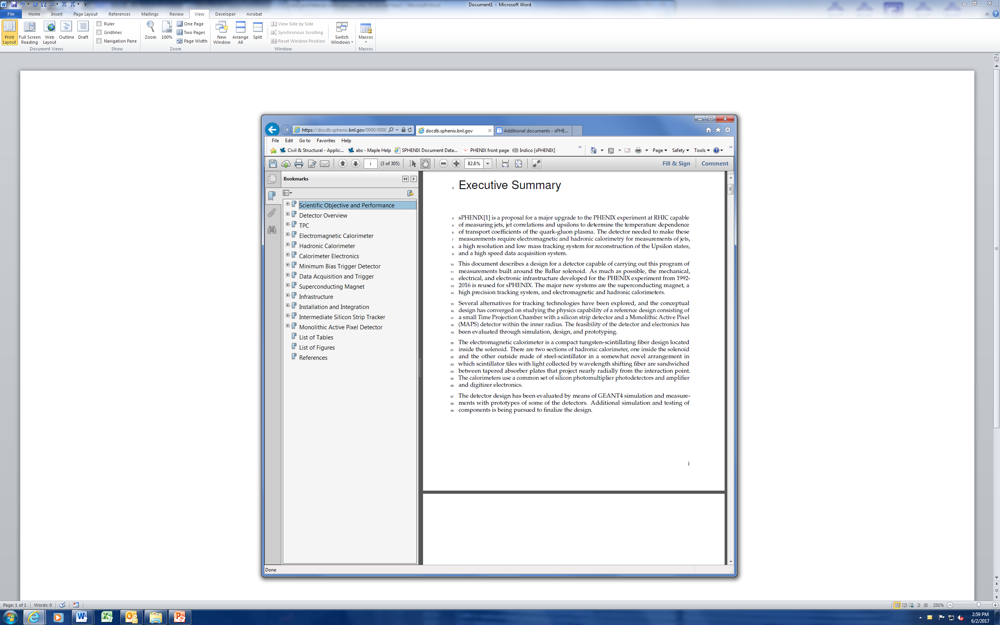 Document1 - Microsoft Word
File Home Insert Page Layout References Mailings Review View Developer Acrobat
Print Layout
Full Screen Reading
Web Layout
Outline
Draft
Document Views
Ruler
Gridlines
Navigation Pane
Show
Zoom
100%
One Page
Two Pages
Page Width
Zoom
New Window
Arrange All
Split
View Side by Side
Synchronous Scrolling
Reset Window Position
Switch Windows
Window
Macros
Macros
https://docdb.sphenix.bnl.gov/0000/000
docdb.sphenix.bnl.gov
Additional documents - sPHE...
File Edit Go to Favorites Help
Civil & Structural - Applic... abs - Maple Help SPHENIX Document Data... PHENIX front page Indico [sPHENIX] Page Safety Tools
i (3 of 305) 82.6% Fill & Sign Comment
Bookmarks
Scientific Objective and Performance
Detector Overview
TPC
Electromagnetic Calorimeter
Hadronic Calorimeter
Calorimeter Electronics
Minimum Bias Trigger Detector
Data Acquisition and Trigger
Superconducting Magnet
Infrastructure
Installation and Integration
Intermediate Silicon Strip Tracker
Monolithic Active Pixel Detector
List of Tables
List of Figures
References
3 Executive Summary
4 sPHENIX[1] is a proposal for a major upgrade to the PHENIX experiment at RHIC capable
5 of measuring jets, jet correlations and upsilons to determine the temperature dependence
6 of transport coefficients of the quark-gluon plasma. The detector needed to make these
7 measurements require electromagnetic and hadronic calorimetry for measurements of jets,
8 a high resolution and low mass tracking system for reconstruction of the Upsilon states,
9 and a high speed data acquisition system.
10 This document describes a design for a detector capable of carrying out this program of
11 measurements built around the BaBar solenoid. As much as possible, the mechanical,
12 electrical, and electronic infrastructure developed for the PHENIX experiment from 1992-
13 2016 is reused for sPHENIX. The major new systems are the superconducting magnet, a
14 high precision tracking system, and electromagnetic and hadronic calorimeters.
15 Several alternatives for tracking technologies have been explored, and the conceptual
16 design has converged on studying the physics capability of a reference design consisting of
17 a small Time Projection Chamber with a silicon strip detector and a Monolithic Active Pixel
18 (MAPS) detector within the inner radius. The feasibility of the detector and electronics has
19 been evaluated through simulation, design, and prototyping.
20 The electromagnetic calorimeter is a compact tungsten-scintillating fiber design located
21 inside the solenoid. There are two sections of hadronic calorimeter, one inside the solenoid
22 and the other outside made of steel-scintillator in a somewhat novel arrangement in
23 which scintillator tiles with light collected by wavelength shifting fiber are sandwiched
24 between tapered absorber plates that project nearly radially from the interaction point.
25 The calorimeters use a common set of silicon photomultiplier photodetectors and amplifier
26 and digitizer electronics.
27 The detector design has been evaluated by means of GEANT4 simulation and measure-
28 ments with prototypes of some of the detectors. Additional simulation and testing of
29 components is being pursued to finalize the design.
i
Done
Page: 1 of 1 Words: 0 231%
2:59 PM
6/2/2017